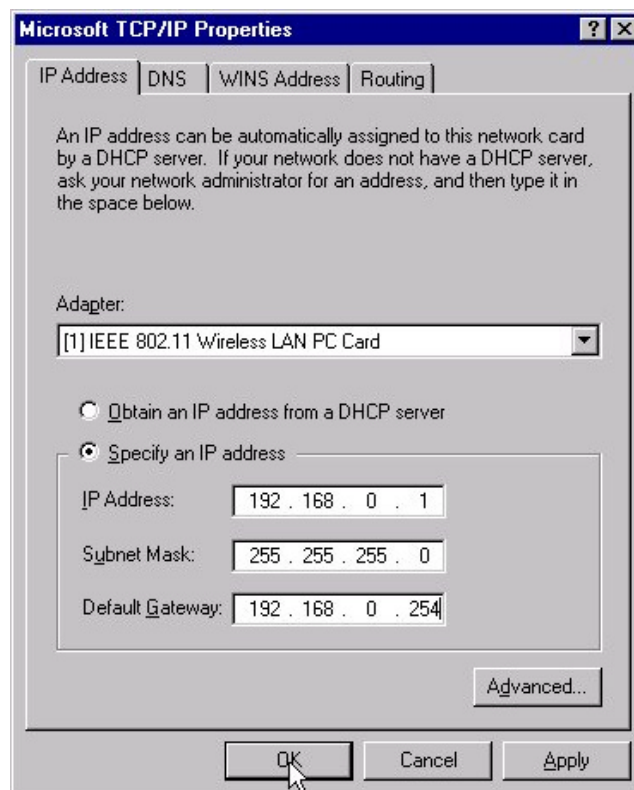 Microsoft TCP/IP Properties
IP Address DNS WINS Address Routing
An IP address can be automatically assigned to this network card
by a DHCP server. If your network does not have a DHCP server,
ask your network administrator for an address, and then type it in
the space below.
Adapter:
[1] IEEE 802.11 Wireless LAN PC Card
Obtain an IP address from a DHCP server
Specify an IP address
IP Address: 192 . 168 . 0 . 1
Subnet Mask: 255 . 255 . 255 . 0
Default Gateway: 192 . 168 . 0 . 254
Advanced...
OK Cancel Apply